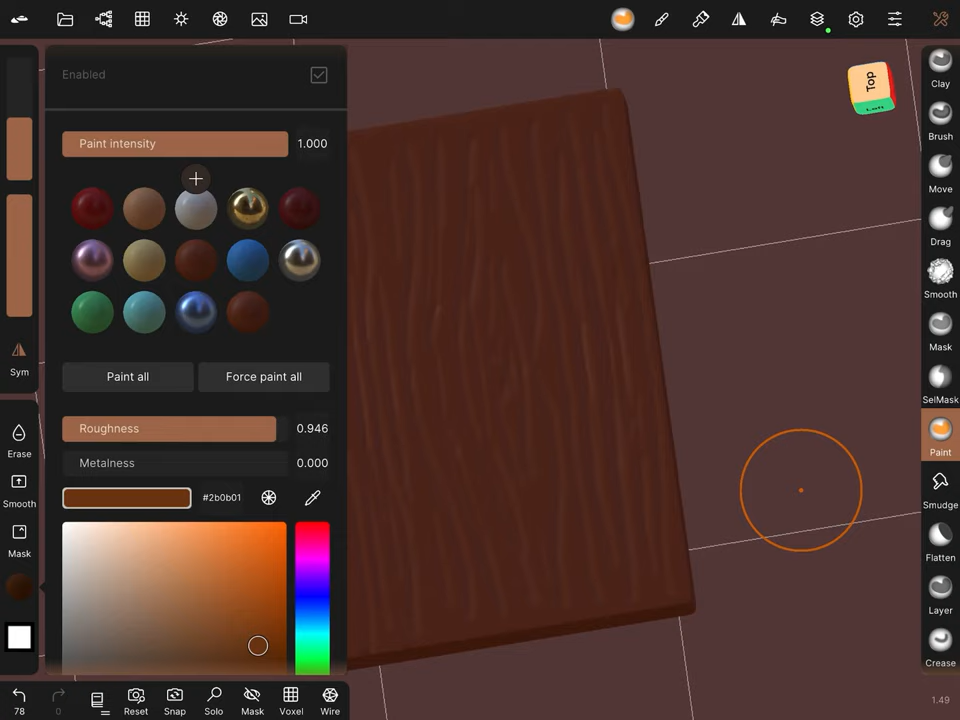 Enabled
Paint intensity 1.000
Paint all
Force paint all
Roughness 0.946
Metalness 0.000
#2b0b01
Sym
Erase
Smooth
Mask
78
0
Reset
Snap
Solo
Mask
Voxel
Wire
Top
Left
Clay
Brush
Move
Drag
Smooth
Mask
SelMask
Paint
Smudge
Flatten
Layer
Crease
1.49